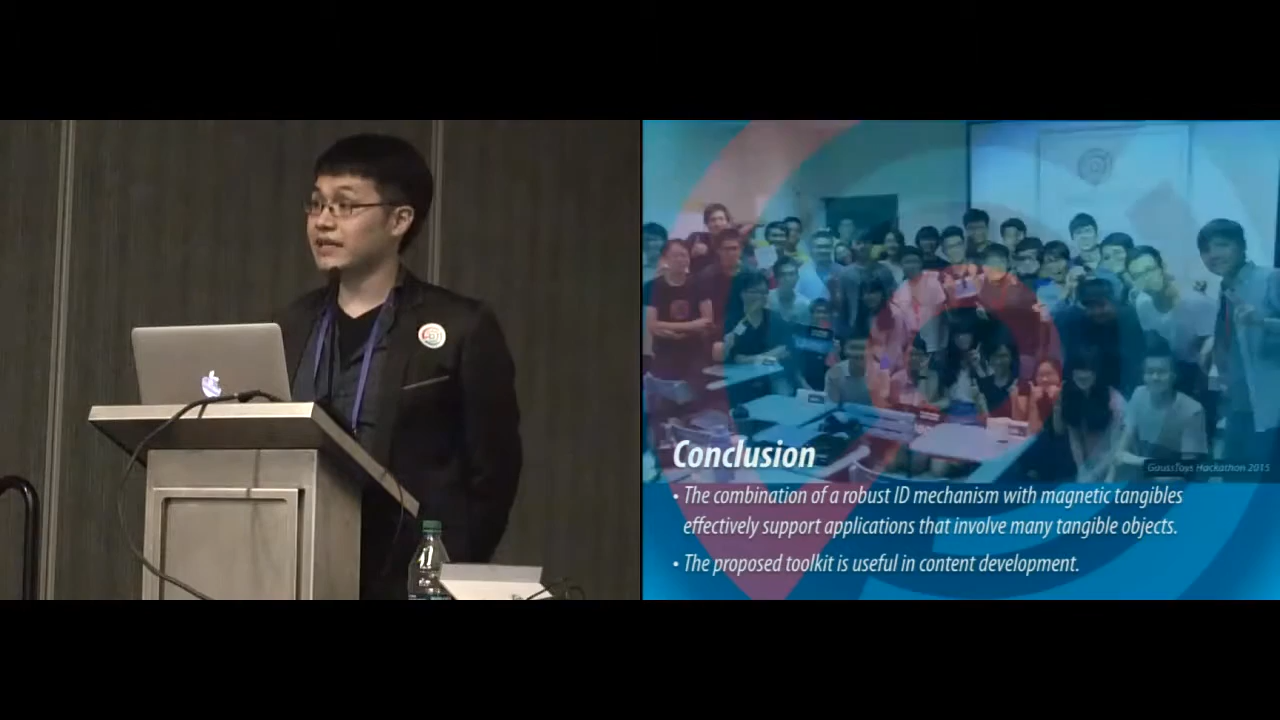 Conclusion
GaussToys Hackathon 2015
• The combination of a robust ID mechanism with magnetic tangibles
effectively support applications that involve many tangible objects.
• The proposed toolkit is useful in content development.